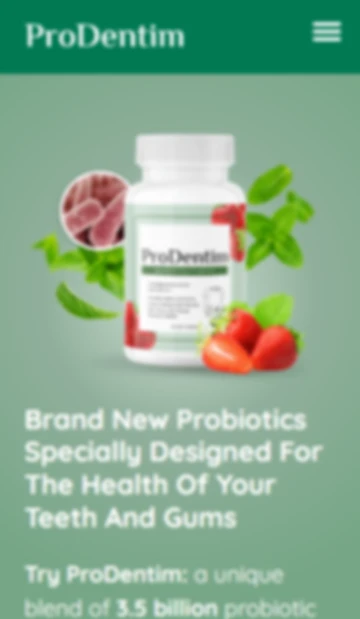 ProDentim
ProDentim
Brand New Probiotics
Specially Designed For
The Health Of Your
Teeth And Gums
Try ProDentim: a unique
blend of 3.5 billion probiotic